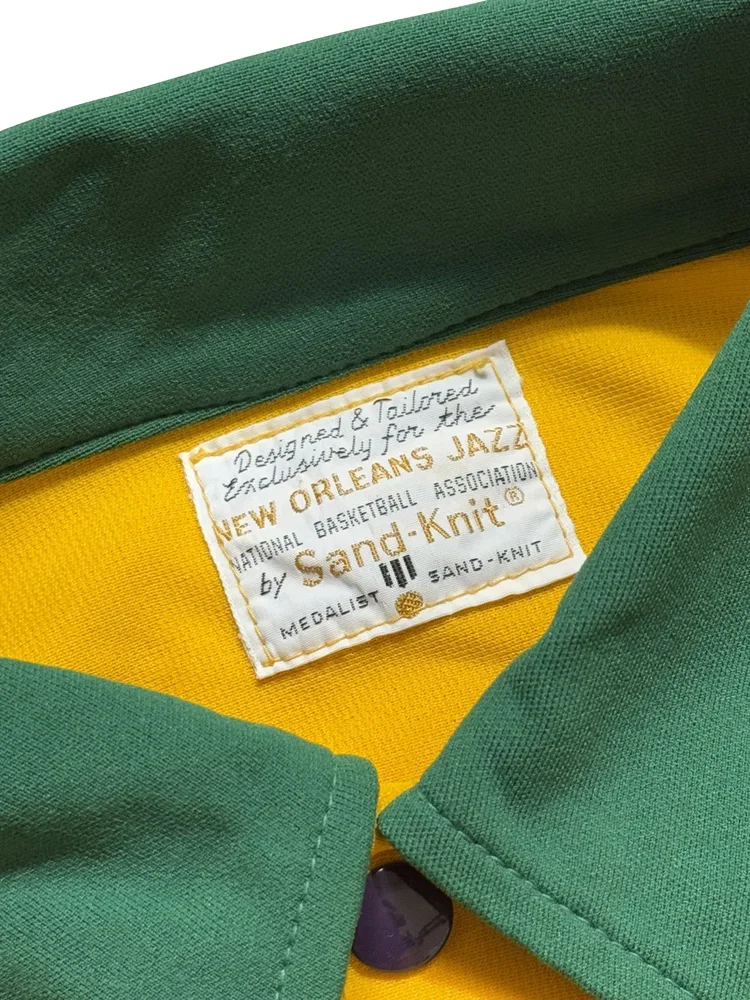 Designed & Tailored
Exclusively for the
NEW ORLEANS JAZZ
NATIONAL BASKETBALL ASSOCIATION
by Sand-Knit®
MEDALIST SAND-KNIT